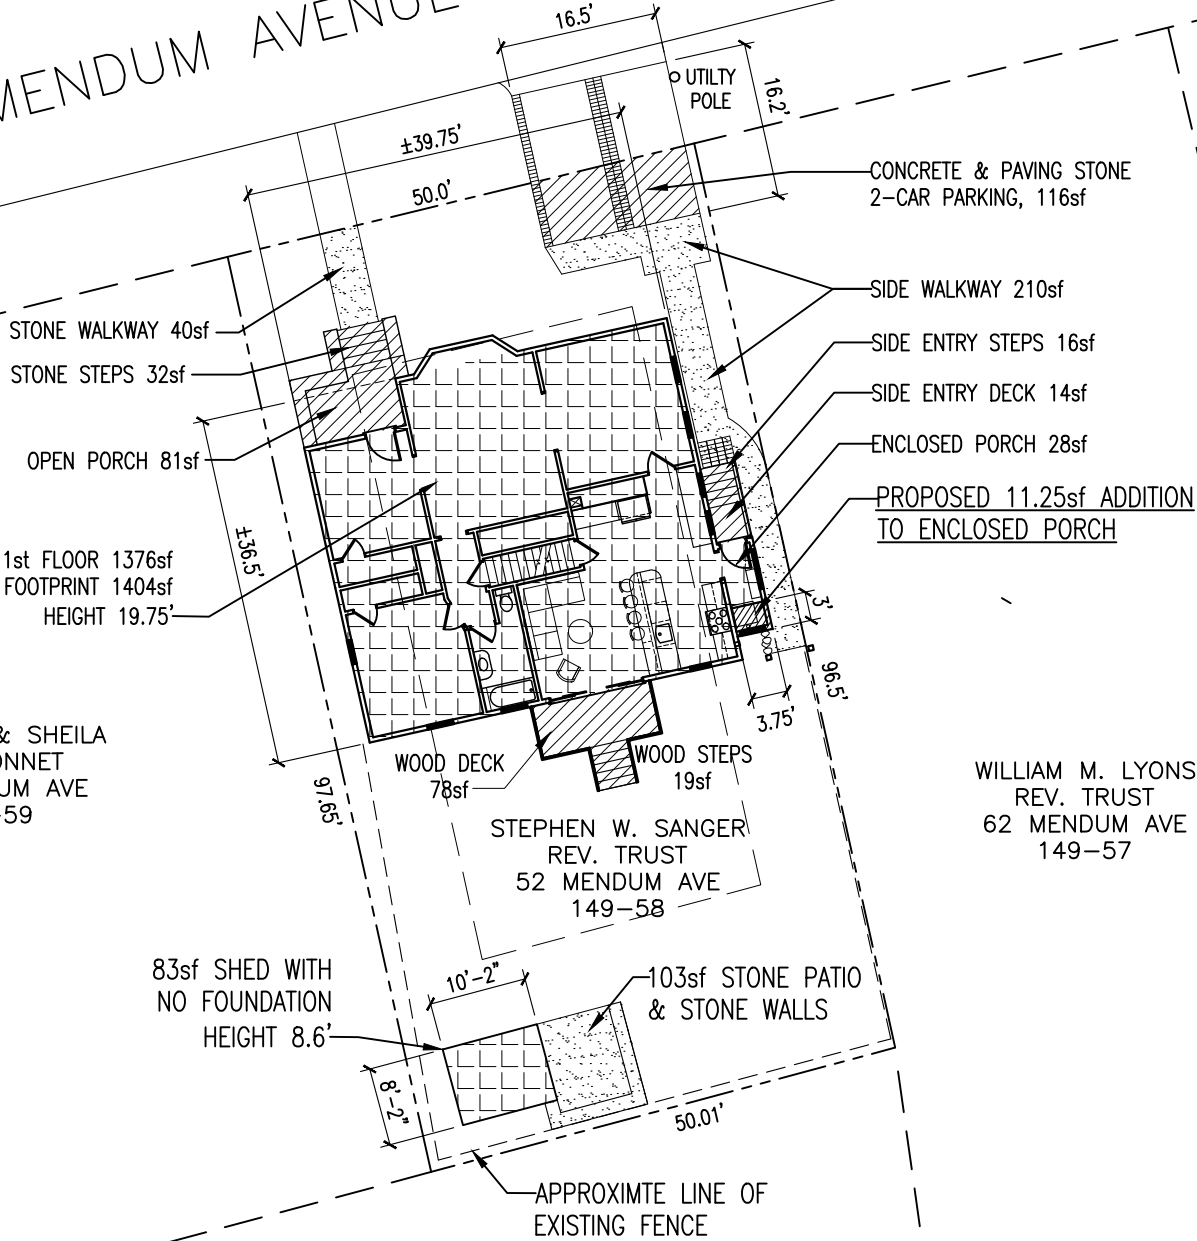 MENDUM AVENUE
16.5'
UTILTY
POLE
16.2'
±39.75'
50.0'
CONCRETE & PAVING STONE
2-CAR PARKING, 116sf
SIDE WALKWAY 210sf
STONE WALKWAY 40sf
SIDE ENTRY STEPS 16sf
STONE STEPS 32sf
SIDE ENTRY DECK 14sf
ENCLOSED PORCH 28sf
OPEN PORCH 81sf
PROPOSED 11.25sf ADDITION
TO ENCLOSED PORCH
±36.5'
1st FLOOR 1376sf
FOOTPRINT 1404sf
HEIGHT 19.75'
3'
96.5'
3.75'
& SHEILA
ONNET
UM AVE
-59
97.65'
WOOD DECK
78sf
WOOD STEPS
19sf
WILLIAM M. LYONS
REV. TRUST
62 MENDUM AVE
149-57
STEPHEN W. SANGER
REV. TRUST
52 MENDUM AVE
149-58
83sf SHED WITH
NO FOUNDATION
HEIGHT 8.6'
10'-2"
103sf STONE PATIO
& STONE WALLS
8'-2"
50.01'
APPROXIMTE LINE OF
EXISTING FENCE